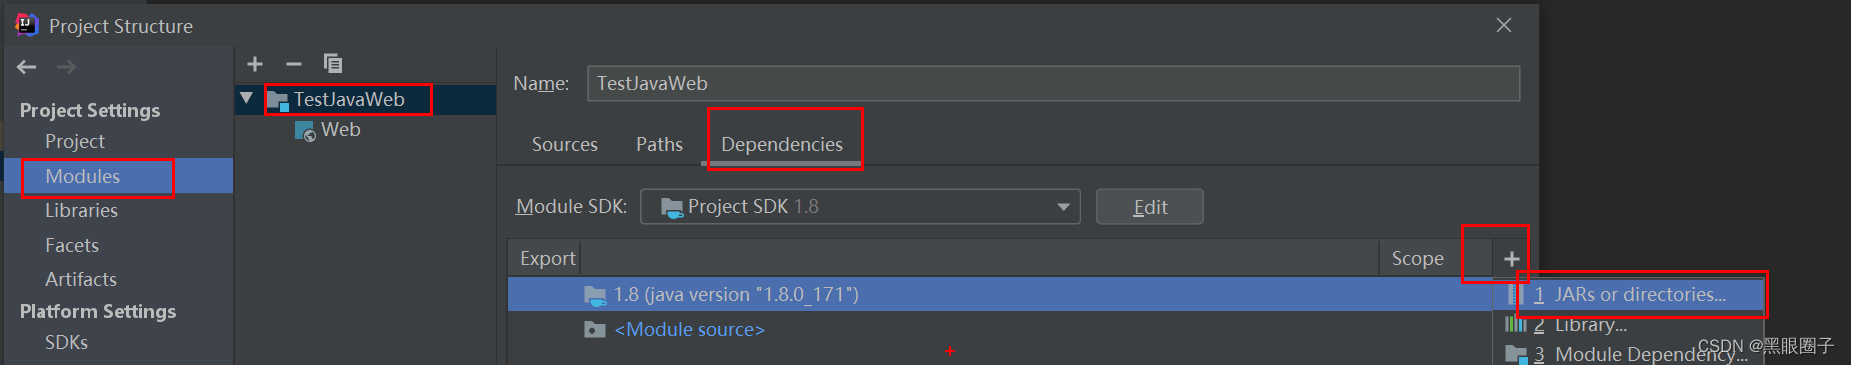 Project Structure
Project Settings
Project
Modules
Libraries
Facets
Artifacts
Platform Settings
SDKs
TestJavaWeb
Web
Name: TestJavaWeb
Sources Paths Dependencies
Module SDK: Project SDK 1.8 Edit
Export Scope
1.8 (java version "1.8.0_171")
<Module source>
1 JARs or directories...
2 Library...
3 Module Dependency...
CSDN @黑眼圈子